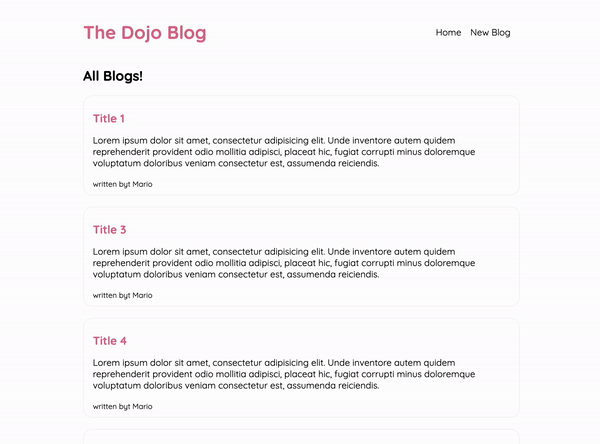 The Dojo Blog
Home New Blog
All Blogs!
Title 1
Lorem ipsum dolor sit amet, consectetur adipisicing elit. Unde inventore autem quidem
reprehenderit provident odio mollitia adipisci, placeat hic, fugiat corrupti minus doloremque
voluptatum doloribus veniam consectetur est, assumenda reiciendis.
written byt Mario
Title 3
Lorem ipsum dolor sit amet, consectetur adipisicing elit. Unde inventore autem quidem
reprehenderit provident odio mollitia adipisci, placeat hic, fugiat corrupti minus doloremque
voluptatum doloribus veniam consectetur est, assumenda reiciendis.
written byt Mario
Title 4
Lorem ipsum dolor sit amet, consectetur adipisicing elit. Unde inventore autem quidem
reprehenderit provident odio mollitia adipisci, placeat hic, fugiat corrupti minus doloremque
voluptatum doloribus veniam consectetur est, assumenda reiciendis.
written byt Mario